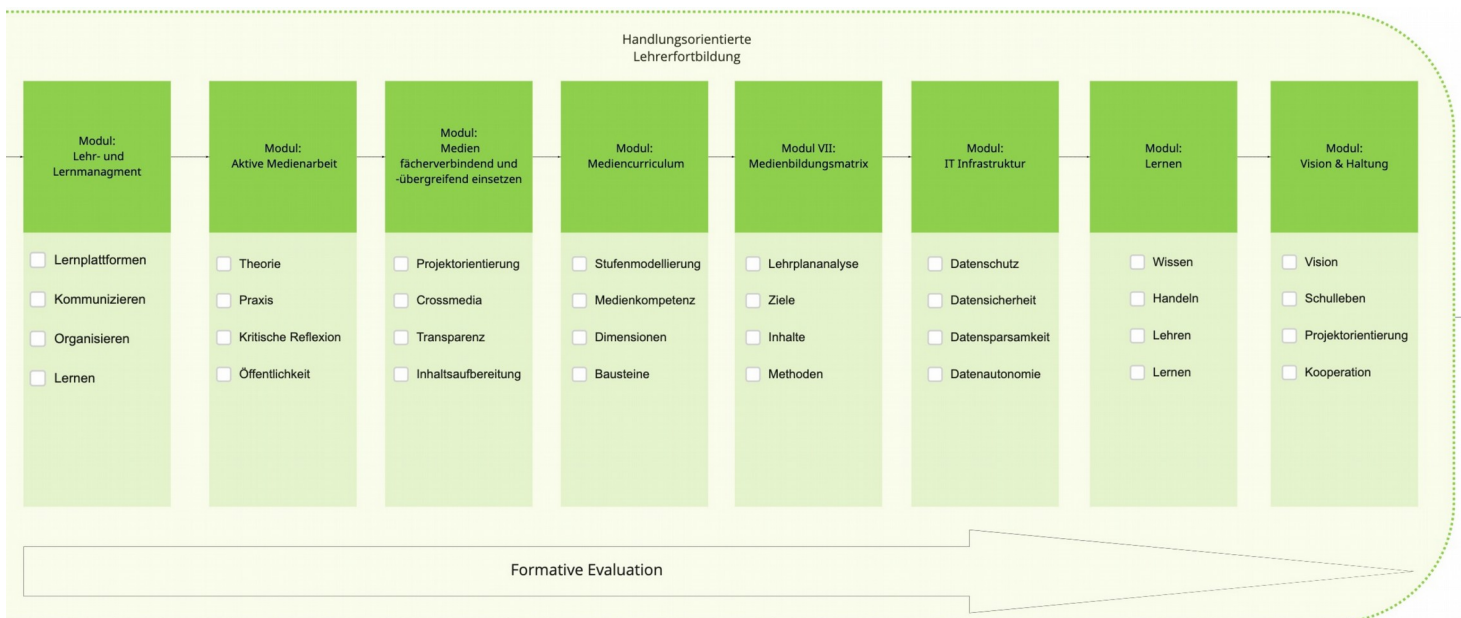 Handlungsorientierte
Lehrerfortbildung
Modul:
Lehr- und
Lernmanagment
Lernplattformen
Kommunizieren
Organisieren
Lernen
Modul:
Aktive Medienarbeit
Theorie
Praxis
Kritische Reflexion
Öffentlichkeit
Modul:
Medien
fächerverbindend und
-übergreifend einsetzen
Projektorientierung
Crossmedia
Transparenz
Inhaltsaufbereitung
Modul:
Mediencurriculum
Stufenmodellierung
Medienkompetenz
Dimensionen
Bausteine
Modul VII:
Medienbildungsmatrix
Lehrplananalyse
Ziele
Inhalte
Methoden
Modul:
IT Infrastruktur
Datenschutz
Datensicherheit
Datensparsamkeit
Datenautonomie
Modul:
Lernen
Wissen
Handeln
Lehren
Lernen
Modul:
Vision & Haltung
Vision
Schulleben
Projektorientierung
Kooperation
Formative Evaluation